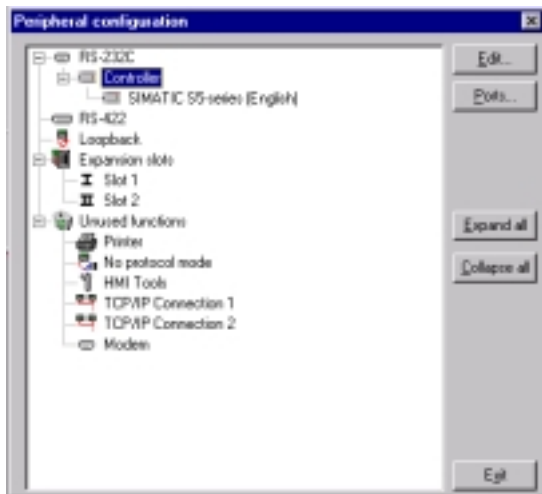 Peripheral configuration
RS-232C
Edit...
Controller
SIMATIC S5-series (English)
Ports...
RS-422
Loopback
Expansion slots
I Slot 1
II Slot 2
Unused functions
Expand all
Printer
No protocol mode
Collapse all
HMI Tools
TCP/IP Connection 1
TCP/IP Connection 2
Modem
Exit